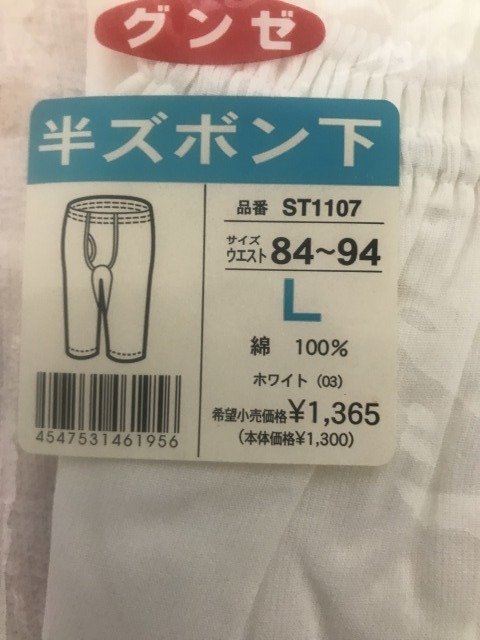 グンゼ
半ズボン下
品番 ST1107
サイズ
ウエスト 84~94
L
綿 100%
ホワイト (03)
希望小売価格¥1,365
(本体価格¥1,300)
4547531461956